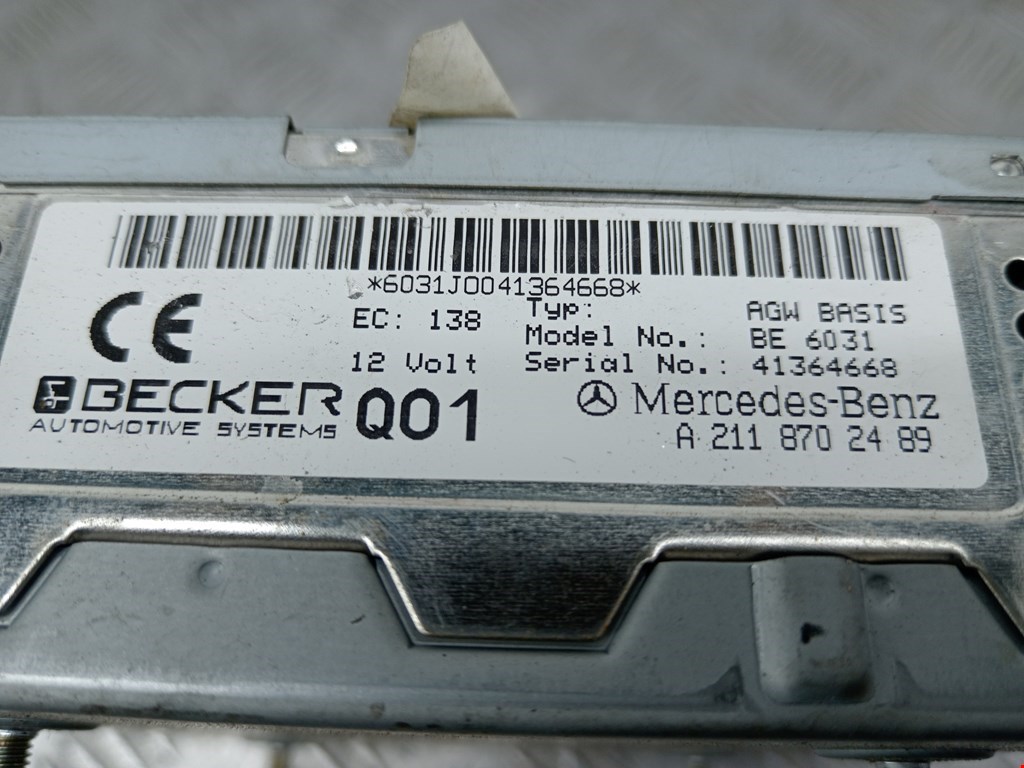 *6031J0041364668*
CE
EC: 138
Typ: AGW BASIS
Model No.: BE 6031
12 Volt
Serial No.: 41364668
BECKER
AUTOMOTIVE SYSTEMS
Q01
Mercedes-Benz
A 211 870 24 89